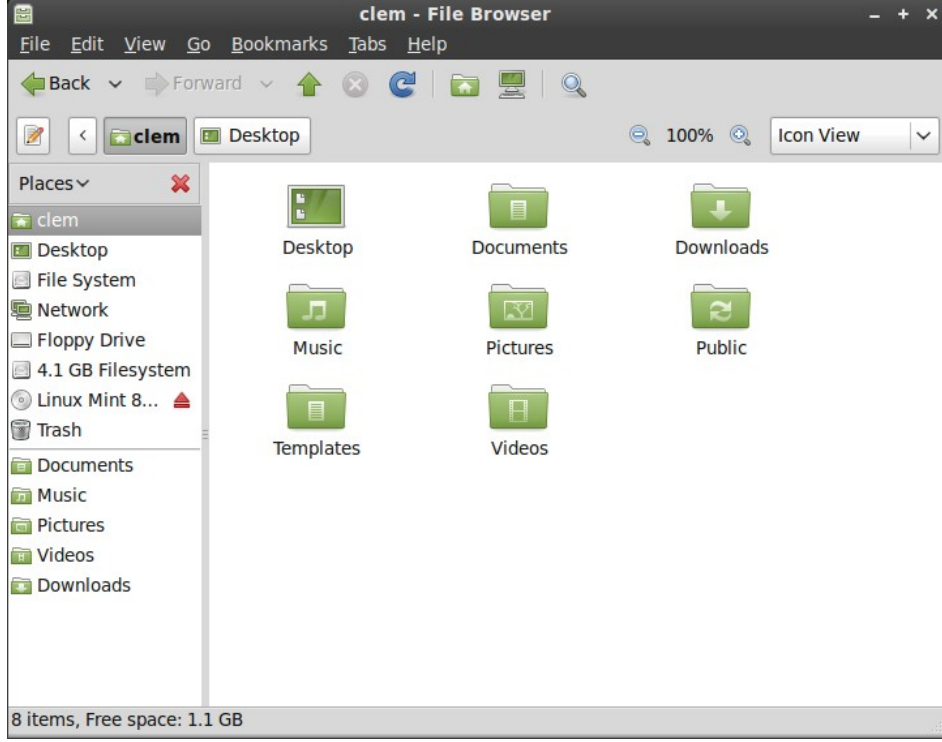 clem - File Browser
File Edit View Go Bookmarks Tabs Help
Back Forward
clem Desktop 100% Icon View
Places
clem
Desktop
File System
Network
Floppy Drive
4.1 GB Filesystem
Linux Mint 8...
Trash
Documents
Music
Pictures
Videos
Downloads
Desktop Documents Downloads
Music Pictures Public
Templates Videos
8 items, Free space: 1.1 GB